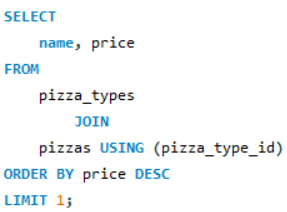 SELECT
name, price
FROM
pizza_types
JOIN
pizzas USING (pizza_type_id)
ORDER BY price DESC
LIMIT 1;